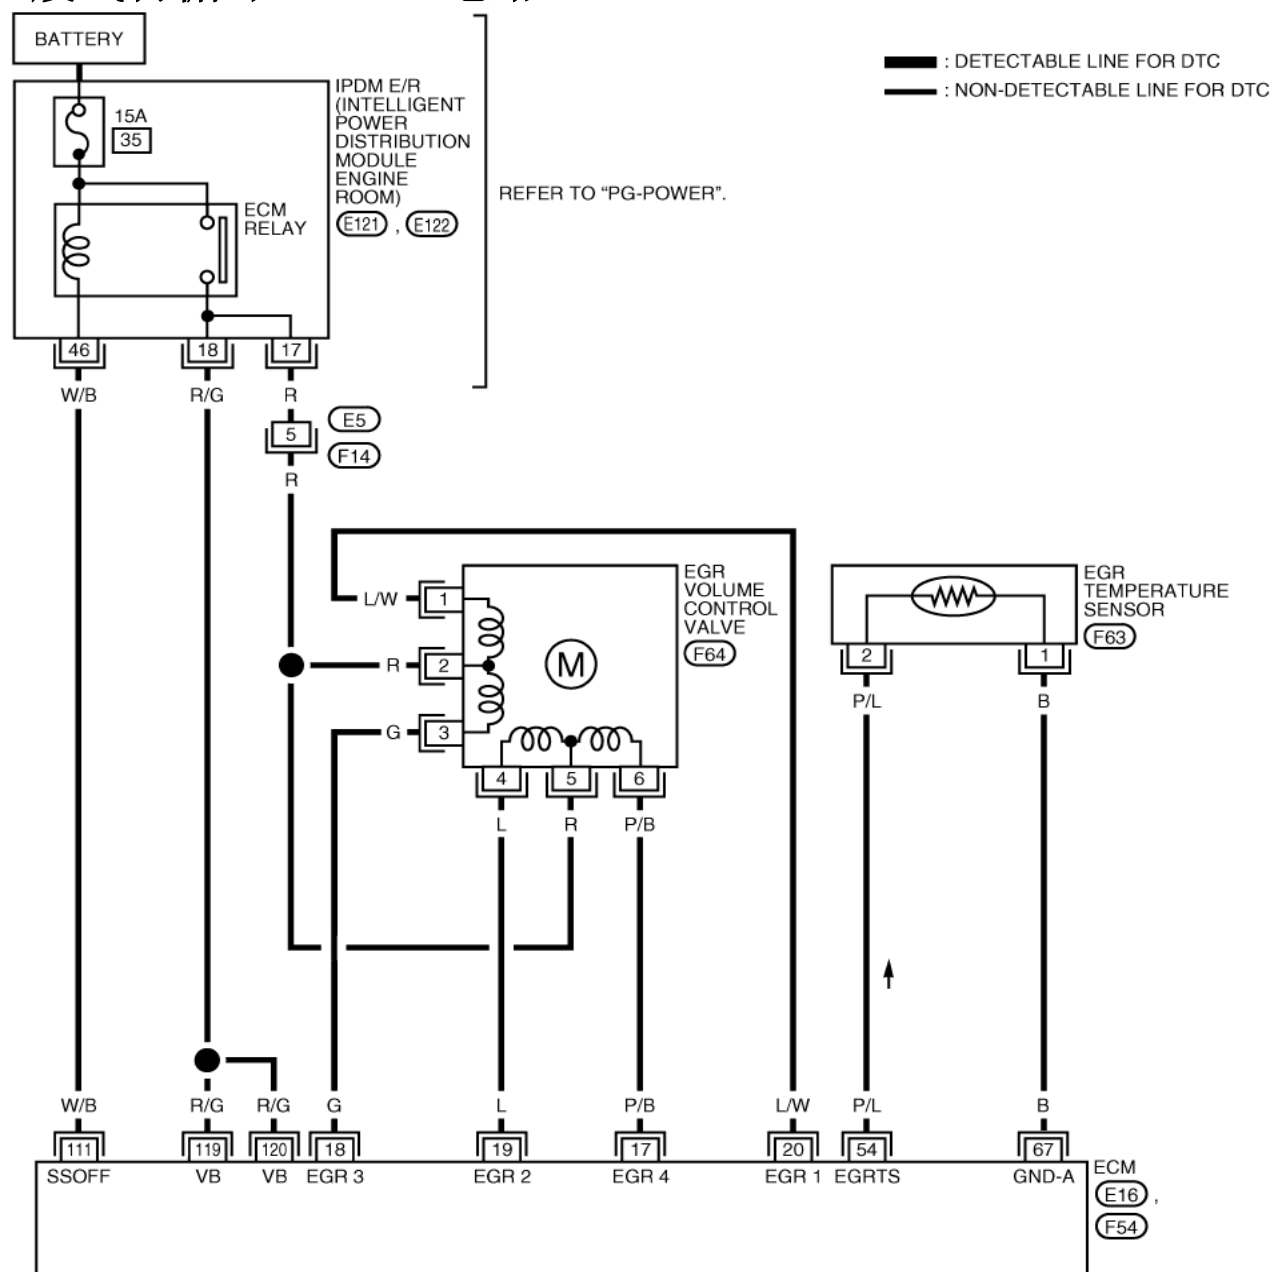 BATTERY
15A
35
IPDM E/R
(INTELLIGENT
POWER
DISTRIBUTION
MODULE
ENGINE
ROOM)
E121 , E122
ECM
RELAY
REFER TO “PG-POWER”.
: DETECTABLE LINE FOR DTC
: NON-DETECTABLE LINE FOR DTC
46 18 17
W/B R/G R
E5
5
F14
R
L/W 1
R 2
G 3
M
EGR
VOLUME
CONTROL
VALVE
F64
4 5 6
L R P/B
EGR
TEMPERATURE
SENSOR
F63
2 1
P/L B
W/B R/G R/G G L P/B L/W P/L B
111 119 120 18 19 17 20 54 67
SSOFF VB VB EGR 3 EGR 2 EGR 4 EGR 1 EGRTS GND-A
ECM
E16 ,
F54